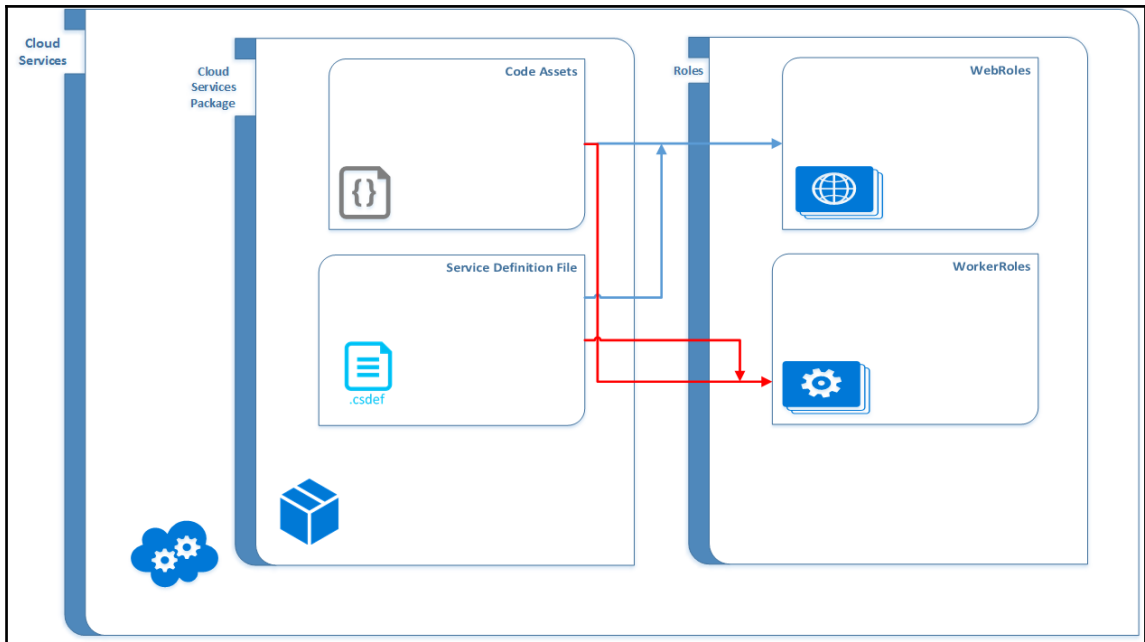 Cloud
Services
Cloud
Services
Package
Code Assets
{}
Service Definition File
.csdef
Roles
WebRoles
WorkerRoles